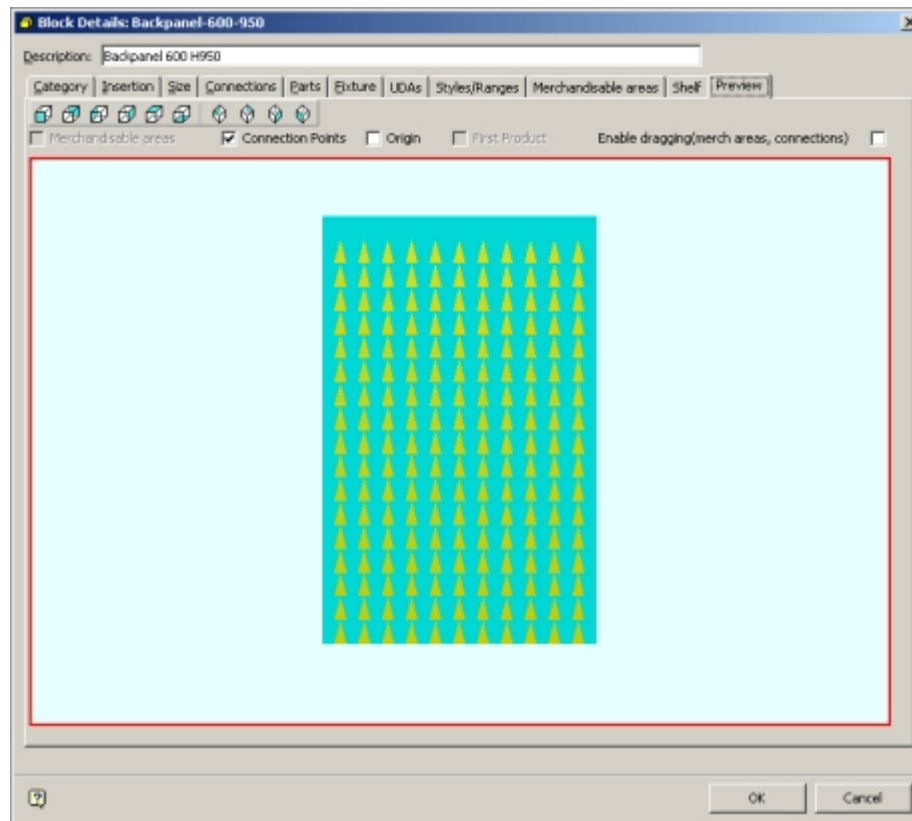 Block Details: Backpanel-600-950
Description: Backpanel 600 H950
Category Insertion Size Connections Parts Fixture UDAs Styles/Ranges Merchandisable areas Shelf Preview
Merchandisable areas Connection Points Origin First Product Enable dragging(merch areas, connections)
OK Cancel